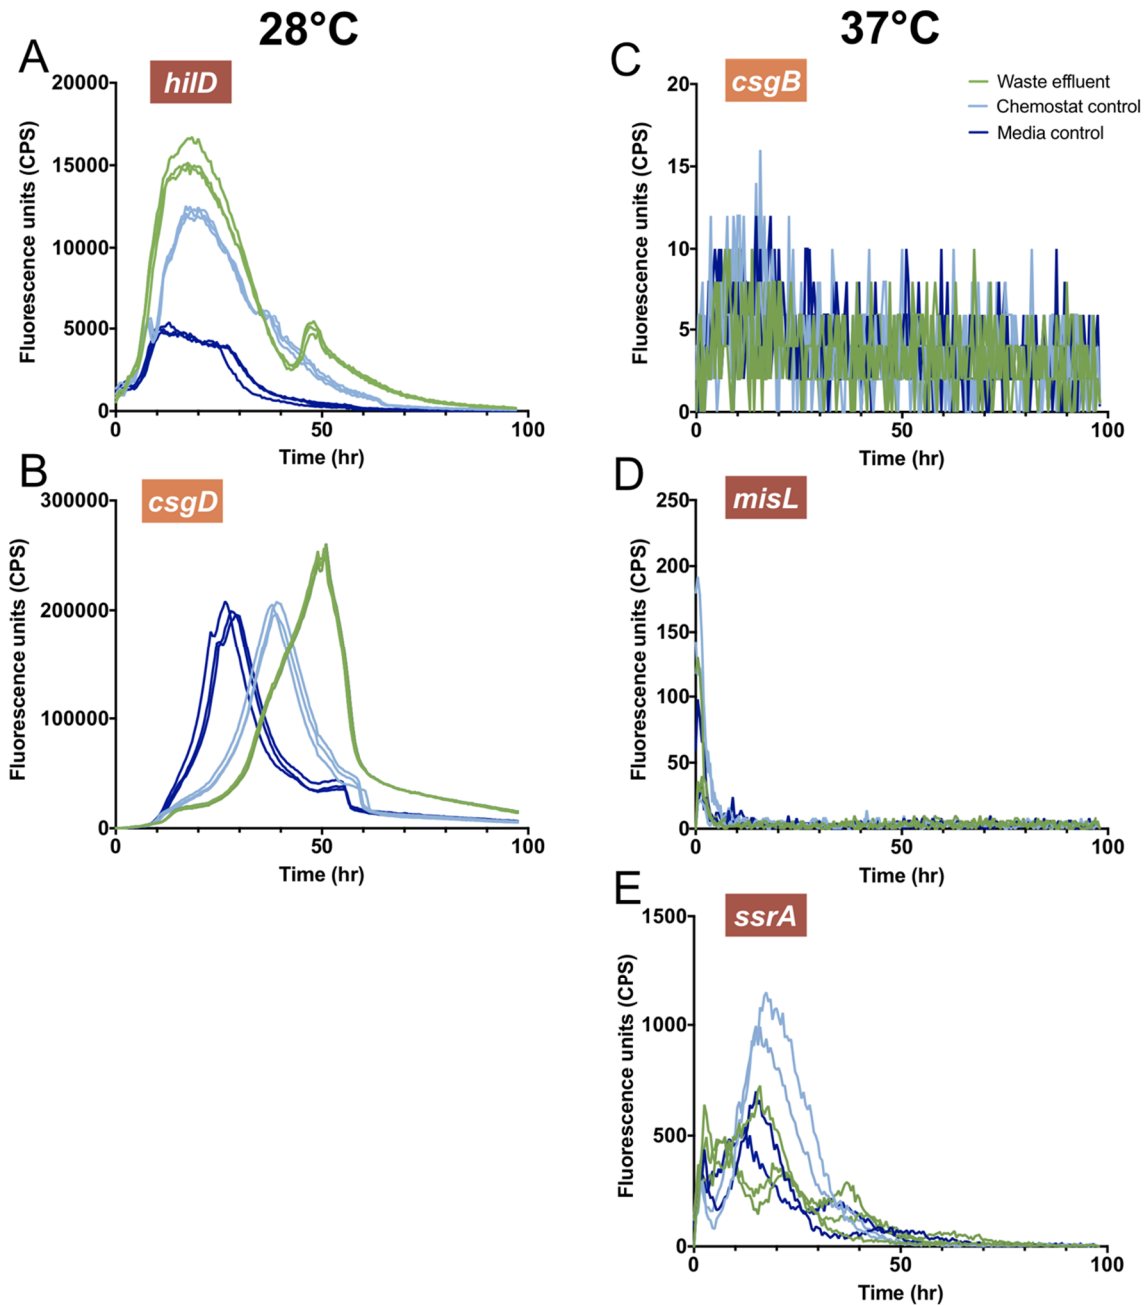 28°C
A
hilD
20000
15000
10000
5000
0
Fluorescence units (CPS)
0
50
100
Time (hr)
B
csgD
300000
200000
100000
0
Fluorescence units (CPS)
0
50
100
Time (hr)
37°C
C
csgB
Waste effluent
Chemostat control
Media control
20
15
10
5
0
Fluorescence units (CPS)
0
50
100
Time (hr)
D
misL
250
200
150
100
50
0
Fluorescence units (CPS)
0
50
100
Time (hr)
E
ssrA
1500
1000
500
0
Fluorescence units (CPS)
0
50
100
Time (hr)